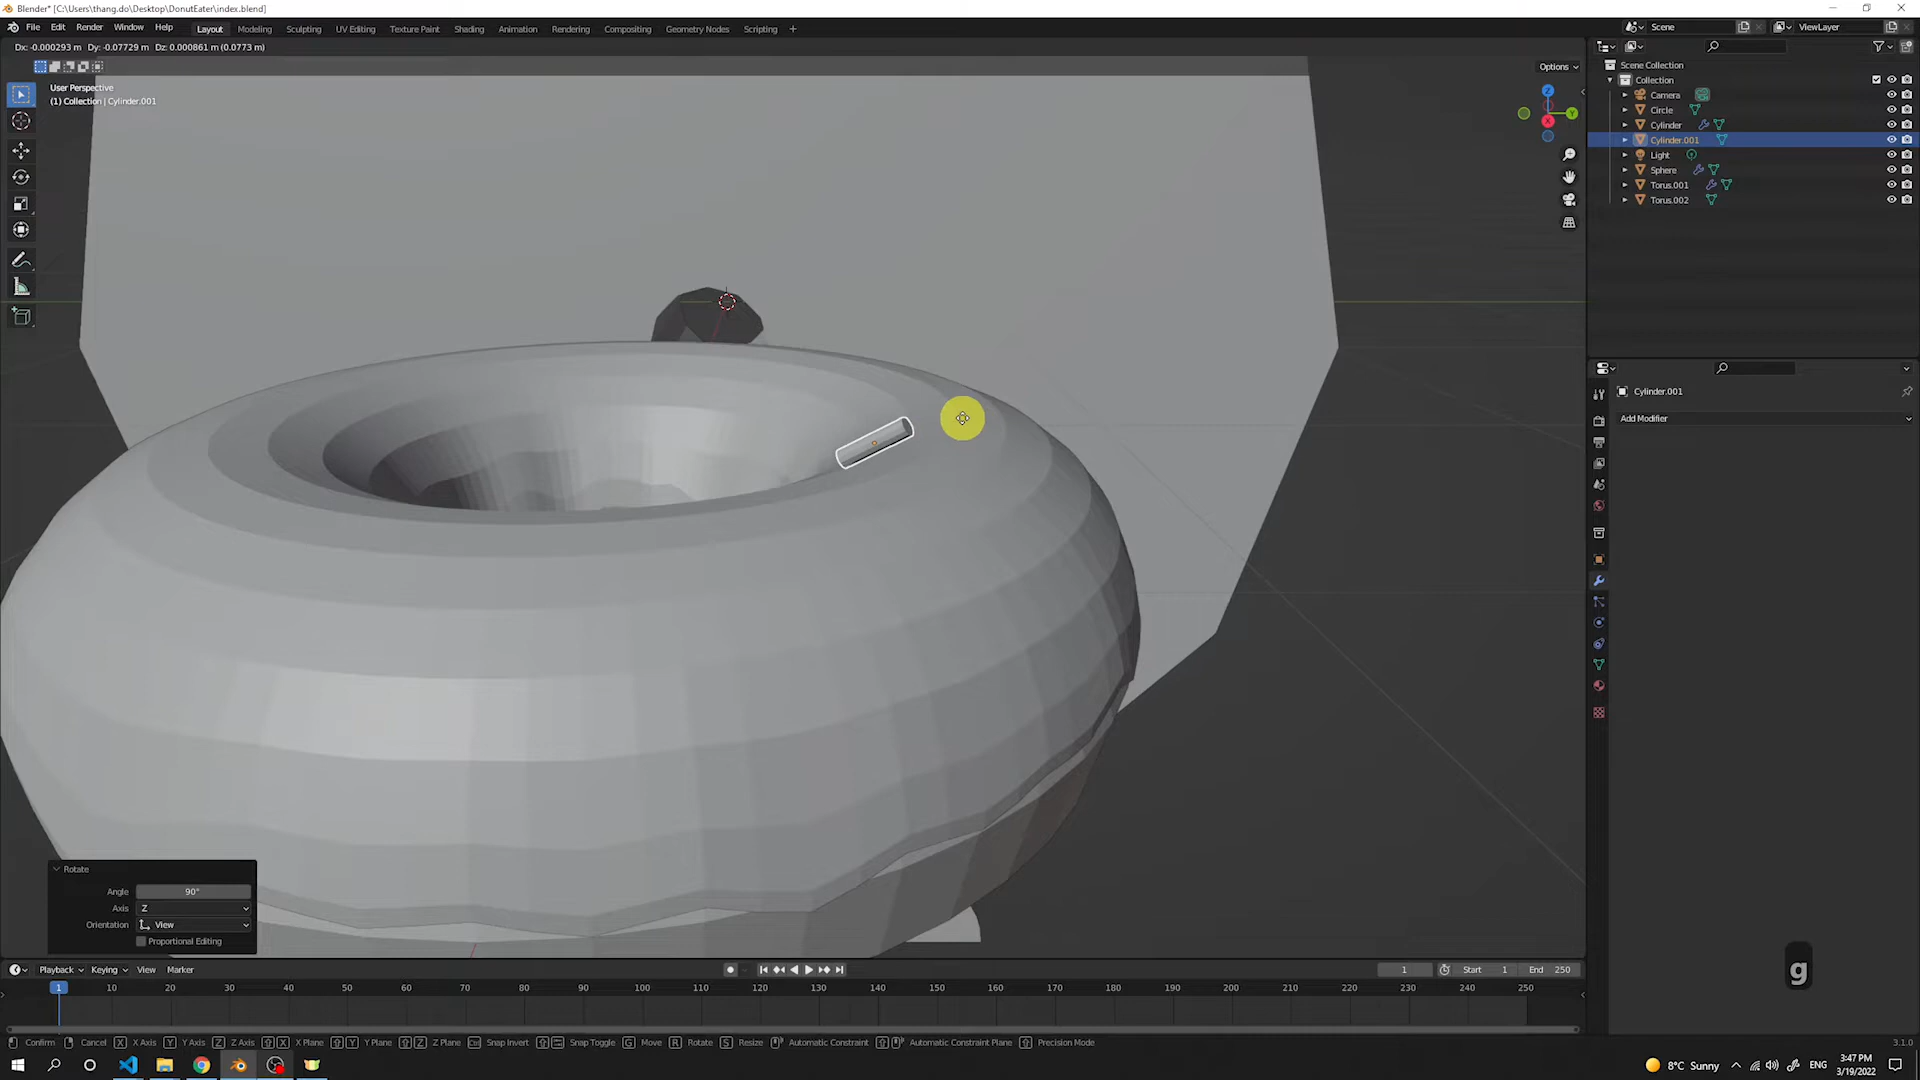 Blender* [C:\Users\thang.do\Desktop\DonutEater\index.blend]
File Edit Render Window Help Layout Modeling Sculpting UV Editing Texture Paint Shading Animation Rendering Compositing Geometry Nodes Scripting + Scene ViewLayer
Dx: -0.000293 m Dy: -0.07729 m Dz: 0.000861 m (0.0773 m)
Options
User Perspective
(1) Collection | Cylinder.001
Z
Y
X
Scene Collection
Collection
Camera
Circle
Cylinder
Cylinder.001
Light
Sphere
Torus.001
Torus.002
Cylinder.001
Add Modifier
Rotate
Angle 90°
Axis Z
Orientation View
Proportional Editing
g
Playback Keying View Marker 1 Start 1 End 250
1 10 20 30 40 50 60 70 80 90 100 110 120 130 140 150 160 170 180 190 200 210 220 230 240 250
Confirm Cancel X X Axis Y Y Axis Z Z Axis X X Plane Y Y Plane Z Z Plane Snap Invert Snap Toggle G Move R Rotate S Resize Automatic Constraint Automatic Constraint Plane Precision Mode 3.1.0
8°C Sunny ENG 3:47 PM
3/19/2022